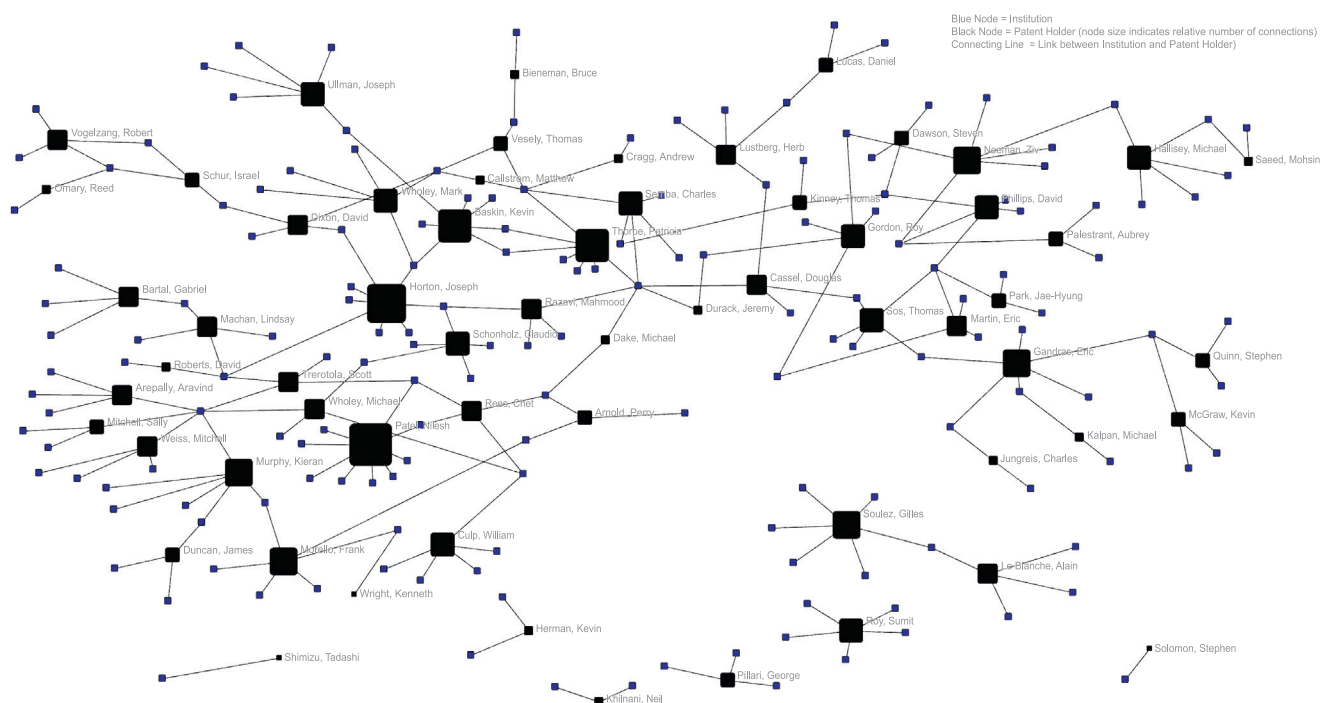 Blue Node = Institution
Black Node = Patent Holder (node size indicates relative number of connections)
Connecting Line = Link between Institution and Patent Holder)
Lucas, Daniel
Bieneman, Bruce
Ullman, Joseph
Vogelzang, Robert
Vesely, Thomas
Dawson, Steven
Lustberg, Herb
Neeman, Ziv
Hallisey, Michael
Cragg, Andrew
Saeed, Mohsin
Schur, Israel
Callstrom, Matthew
Omary, Reed
Wholey, Mark
Semba, Charles
Kinney, Thomas
Phillips, David
Baskin, Kevin
Dixon, David
Thorpe, Patricia
Gordon, Roy
Palestrant, Aubrey
Cassel, Douglas
Horton, Joseph
Bartal, Gabriel
Park, Jae-Hyung
Razavi, Mahmood
Durack, Jeremy
Sos, Thomas
Martin, Eric
Machan, Lindsay
Schonholz, Claudio
Dake, Michael
Gandras, Eric
Quinn, Stephen
Roberts, David
Trerotola, Scott
Arepally, Aravind
Wholey, Michael
Rees, Chet
Arnold, Perry
McGraw, Kevin
Mitchell, Sally
Kalpan, Michael
Weiss, Mitchell
Patel, Nilesh
Jungreis, Charles
Murphy, Kieran
Soulez, Gilles
Culp, William
Duncan, James
Morello, Frank
Le Blanche, Alain
Wright, Kenneth
Roy, Sumit
Herman, Kevin
Solomon, Stephen
Shimizu, Tadashi
Pillari, George
Khilnani, Neil